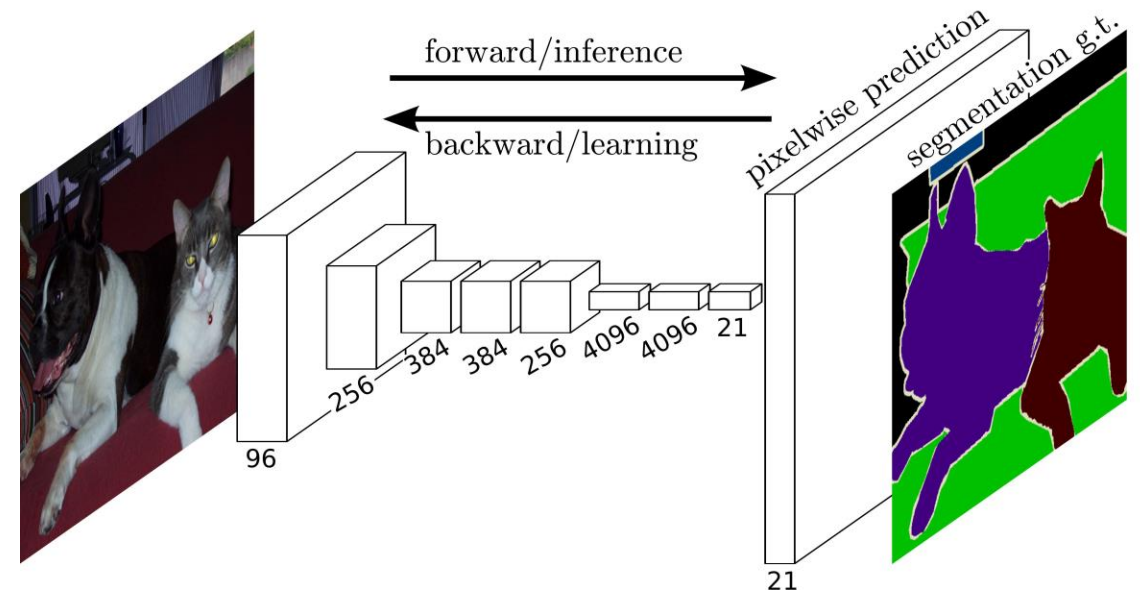 forward/inference
backward/learning
pixelwise prediction
segmentation g.t.
96
256
384
384
256
4096
4096
21
21